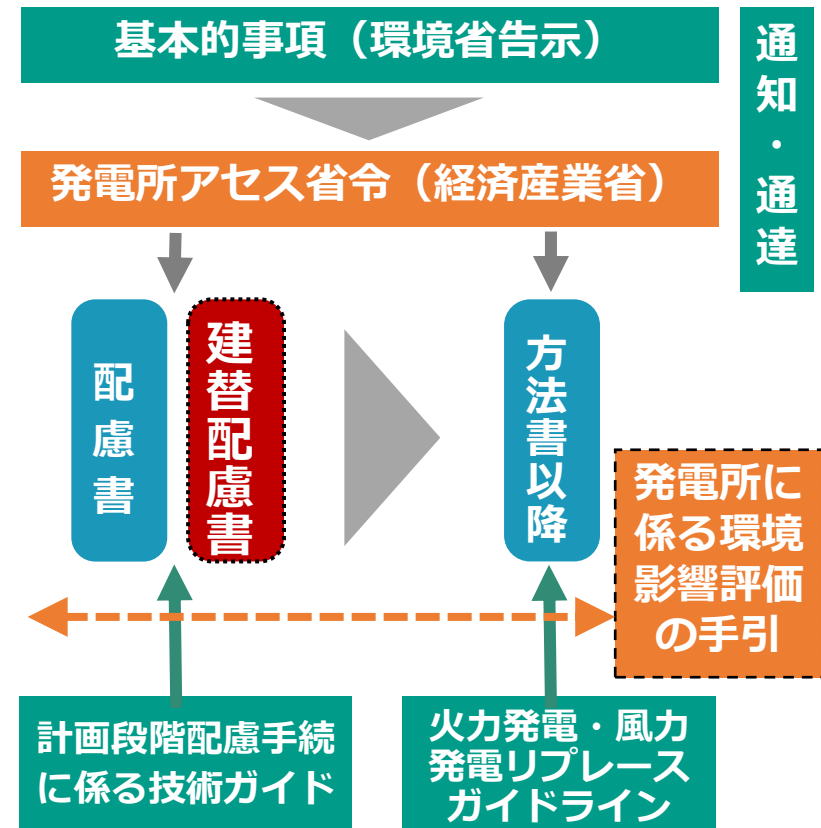 基本的事項（環境省告示）
通知・通達
発電所アセス省令（経済産業省）
配慮書
建替配慮書
方法書以降
発電所に
係る環境
影響評価
の手引
計画段階配慮手続
に係る技術ガイド
火力発電・風力
発電リプレース
ガイドライン